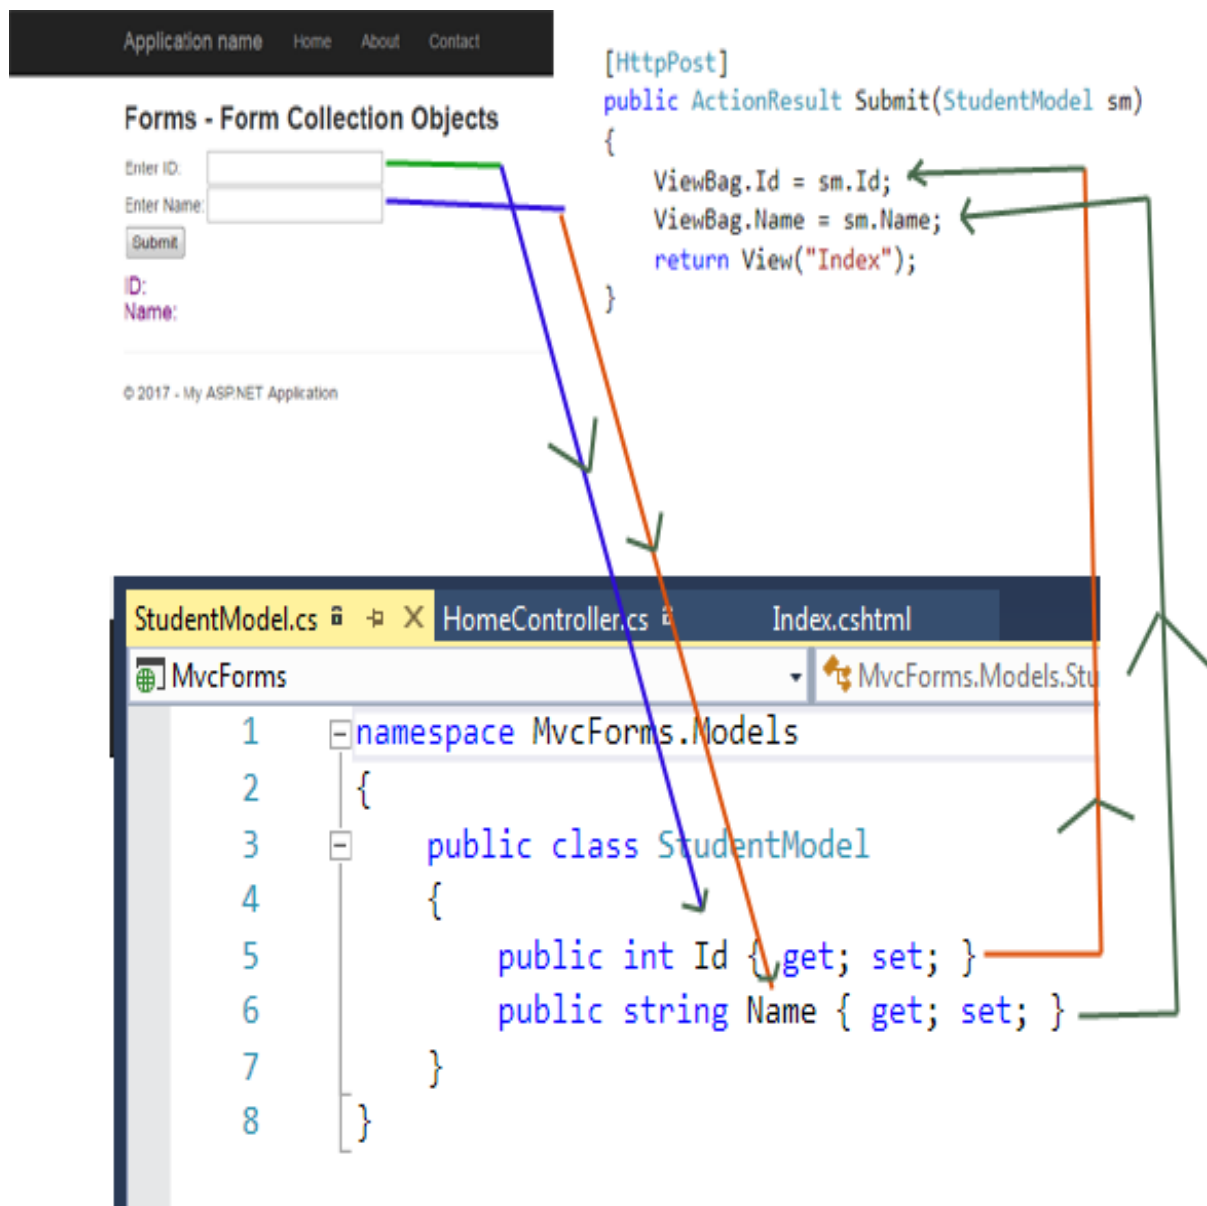 Application name Home About Contact
Forms - Form Collection Objects
Enter ID:
Enter Name:
Submit
ID:
Name:
© 2017 - My ASP.NET Application
[HttpPost]
public ActionResult Submit(StudentModel sm)
{
ViewBag.Id = sm.Id;
ViewBag.Name = sm.Name;
return View("Index");
}
StudentModel.cs HomeController.cs Index.cshtml
MvcForms MvcForms.Models.Stu
1 namespace MvcForms.Models
2 {
3 public class StudentModel
4 {
5 public int Id { get; set; }
6 public string Name { get; set; }
7 }
8 }